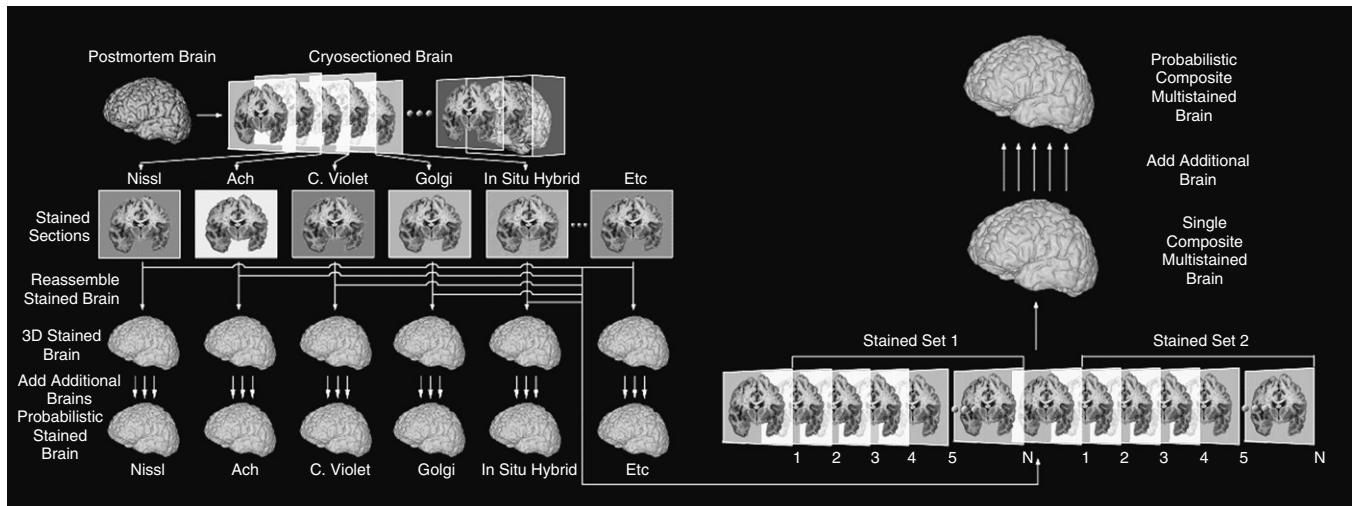 Postmortem Brain
Cryosectioned Brain
Nissl Ach C. Violet Golgi In Situ Hybrid Etc
Stained
Sections
Reassemble
Stained Brain
3D Stained
Brain
Add Additional
Brains
Probabilistic
Stained
Brain
Nissl Ach C. Violet Golgi In Situ Hybrid Etc
Probabilistic
Composite
Multistained
Brain
Add Additional
Brain
Single
Composite
Multistained
Brain
Stained Set 1 Stained Set 2
1 2 3 4 5 N 1 2 3 4 5 N